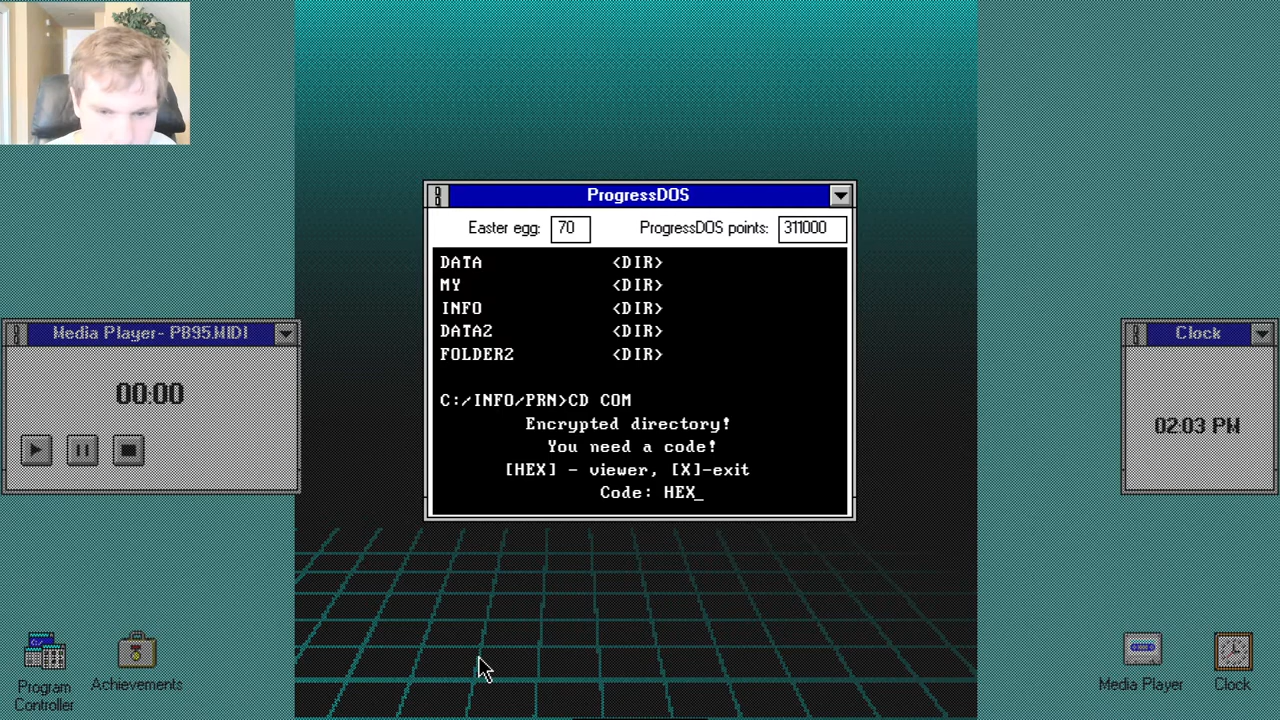 ProgressDOS
Easter egg: 70 ProgressDOS points: 311000
DATA <DIR>
MY <DIR>
INFO <DIR>
DATA2 <DIR>
FOLDER2 <DIR>
C:/INFO/PRN>CD COM
Encrypted directory!
You need a code!
[HEX] - viewer, [X]-exit
Code: HEX_
Media Player- PB95.MIDI
00:00
Clock
02:03 PM
Program
Controller
Achievements
Media Player
Clock